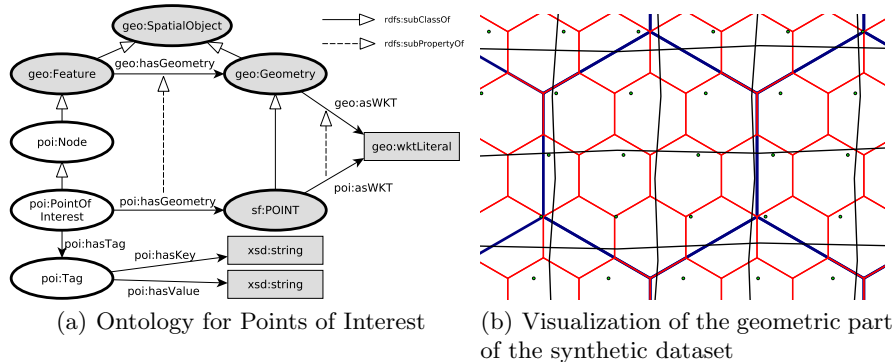 geo:SpatialObject
rdfs:subClassOf
rdfs:subPropertyOf
geo:Feature
geo:hasGeometry
geo:Geometry
geo:asWKT
poi:Node
geo:wktLiteral
poi:asWKT
poi:PointOf
Interest
poi:hasGeometry
sf:POINT
poi:hasTag
poi:hasKey
xsd:string
poi:Tag
poi:hasValue
xsd:string
(a) Ontology for Points of Interest
(b) Visualization of the geometric part
of the synthetic dataset